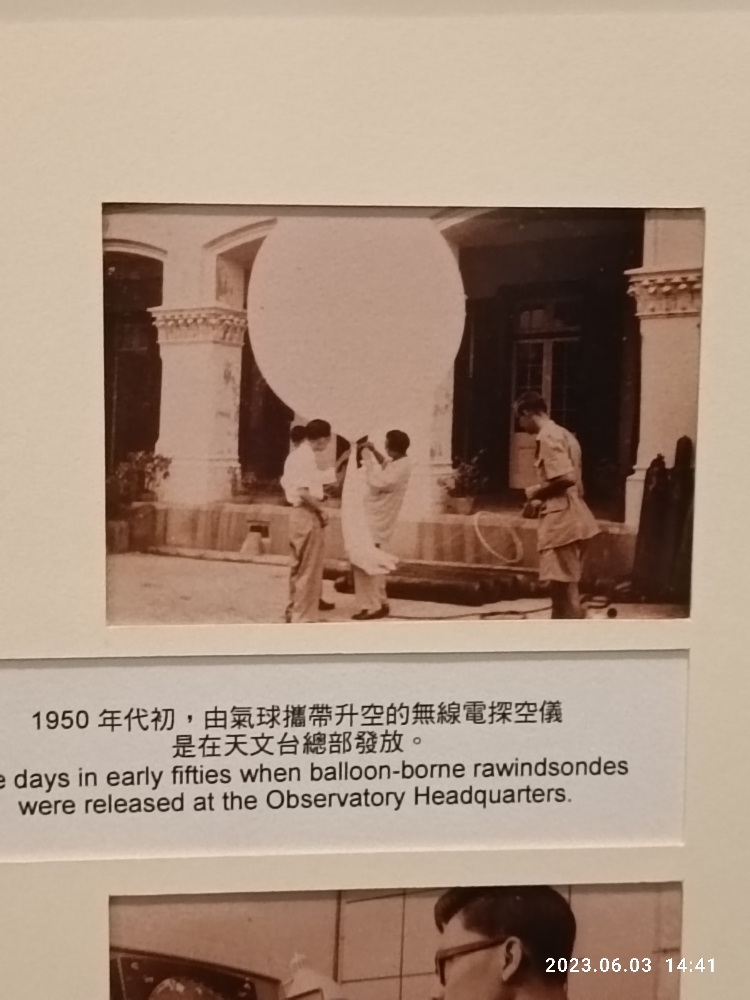 1950 年代初，由氣球攜帶升空的無線電探空儀
是在天文台總部發放。
days in early fifties when balloon-borne rawindsondes
were released at the Observatory Headquarters.
2023.06.03 14:41